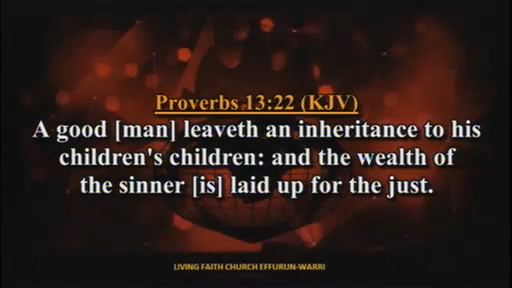 Proverbs 13:22 (KJV)
A good [man] leaveth an inheritance to his
children's children: and the wealth of
the sinner [is] laid up for the just.
LIVING FAITH CHURCH EFFURUN-WARRI